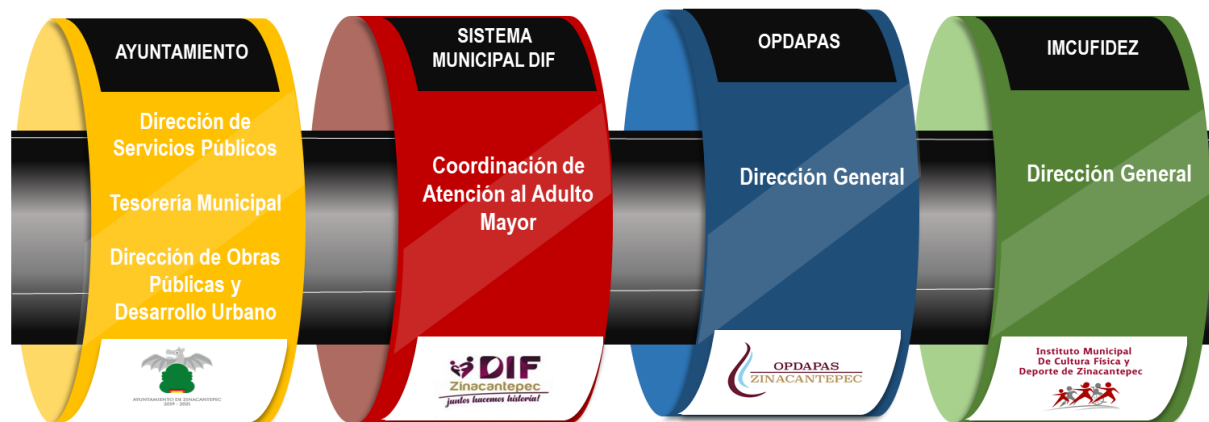 AYUNTAMIENTO
Dirección de
Servicios Públicos
Tesorería Municipal
Dirección de Obras
Públicas y
Desarrollo Urbano
AYUNTAMIENTO DE ZINACANTEPEC
2019 - 2021
SISTEMA
MUNICIPAL DIF
Coordinación de
Atención al Adulto
Mayor
DIF
Zinacantepec
juntos hacemos historia!
OPDAPAS
Dirección General
OPDAPAS
ZINACANTEPEC
IMCUFIDEZ
Dirección General
Instituto Municipal
De Cultura Física y
Deporte de Zinacantepec